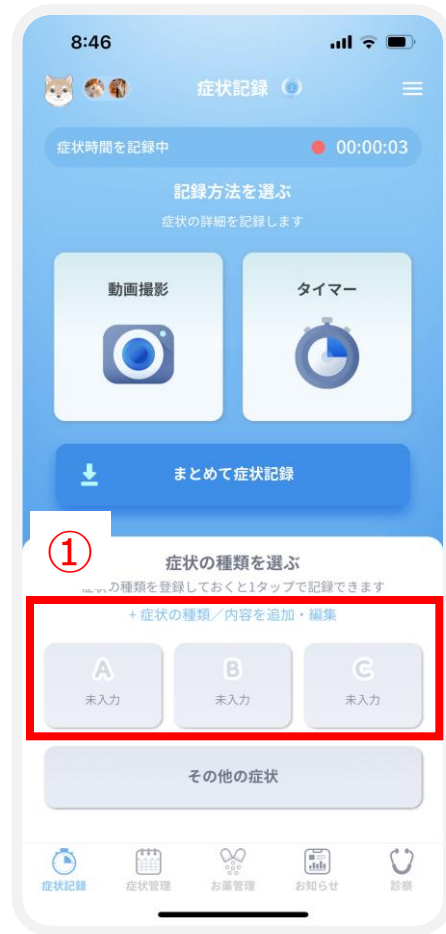 8:46
症状記録
症状時間を記録中
00:00:03
記録方法を選ぶ
症状の詳細を記録します
動画撮影
タイマー
まとめて症状記録
①
症状の種類を選ぶ
症状の種類を登録しておくと1タップで記録できます
+ 症状の種類／内容を追加・編集
A
B
C
未入力
未入力
未入力
その他の症状
症状記録
症状管理
お薬管理
お知らせ
診察